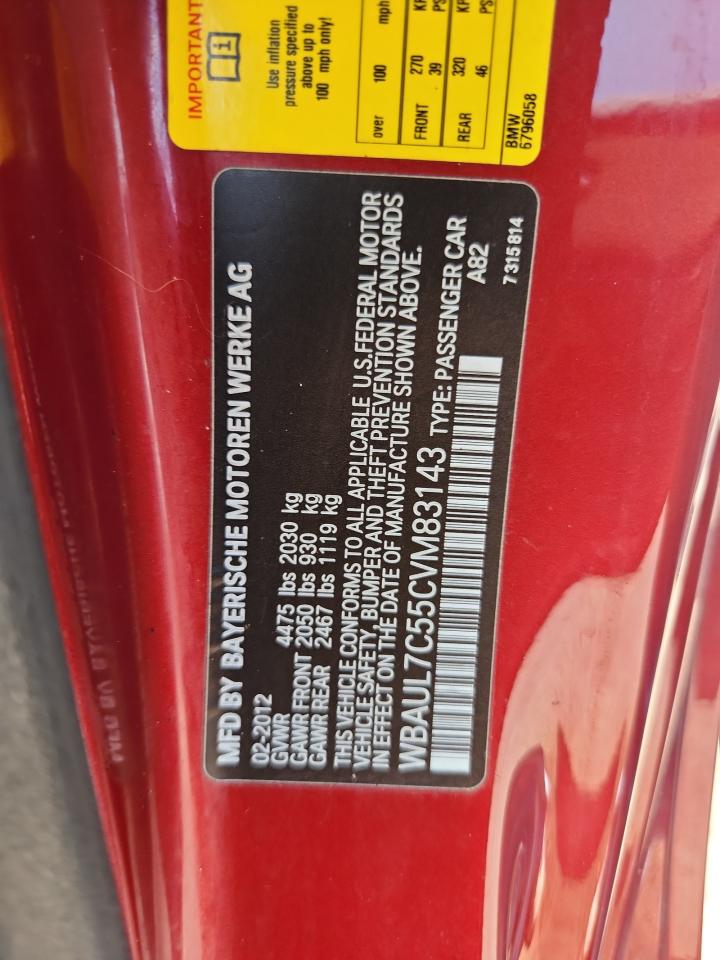 MFD BY BAYERISCHE MOTOREN WERKE AG
02-2012
GVWR 4475 lbs 2030 kg
GAWR FRONT 2050 lbs 930 kg
GAWR REAR 2467 lbs 1119 kg
THIS VEHICLE CONFORMS TO ALL APPLICABLE U.S.FEDERAL MOTOR
VEHICLE SAFETY, BUMPER AND THEFT PREVENTION STANDARDS
IN EFFECT ON THE DATE OF MANUFACTURE SHOWN ABOVE.
WBAUL7C55CVM83143 TYPE: PASSENGER CAR
A82
7315814
IMPORTANT
Use inflation
pressure specified
above up to
100 mph only!
over 100 mph
FRONT 270
39
REAR 320
46
BMW
6796058